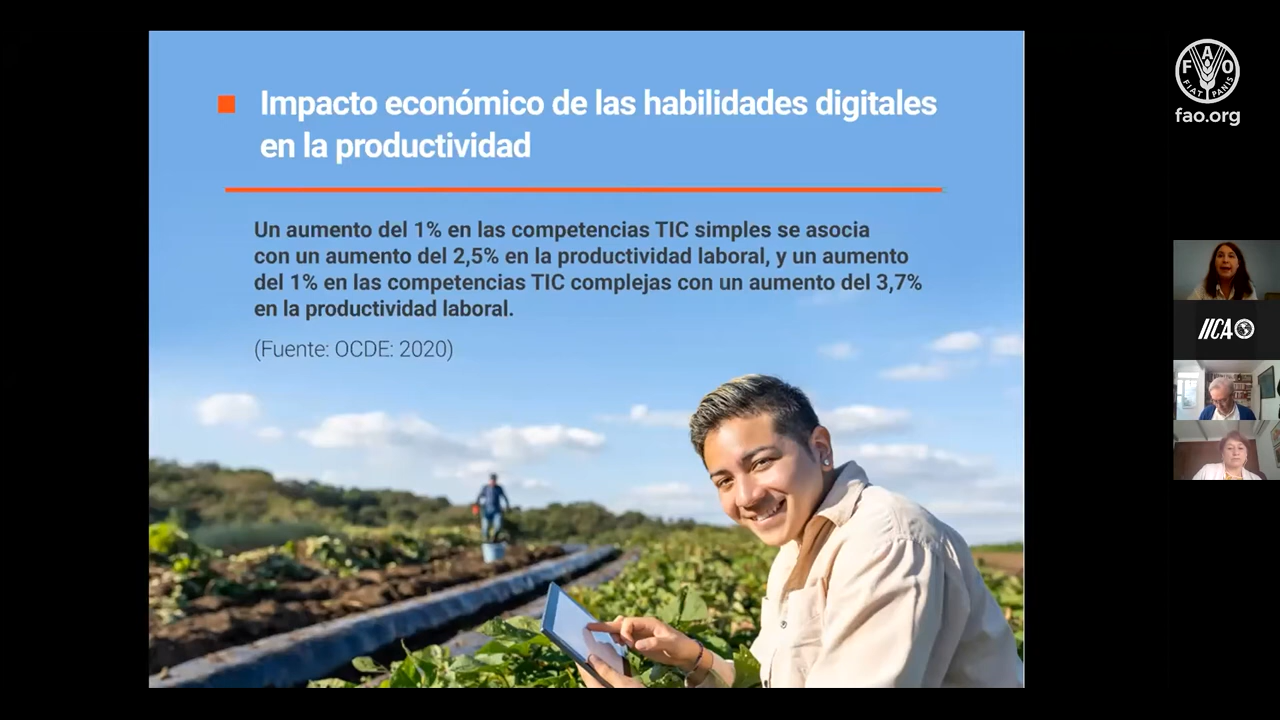 Impacto económico de las habilidades digitales
en la productividad
Un aumento del 1% en las competencias TIC simples se asocia
con un aumento del 2,5% en la productividad laboral, y un aumento
del 1% en las competencias TIC complejas con un aumento del 3,7%
en la productividad laboral.
(Fuente: OCDE: 2020)
F A O
FIAT PANIS
fao.org
IICA